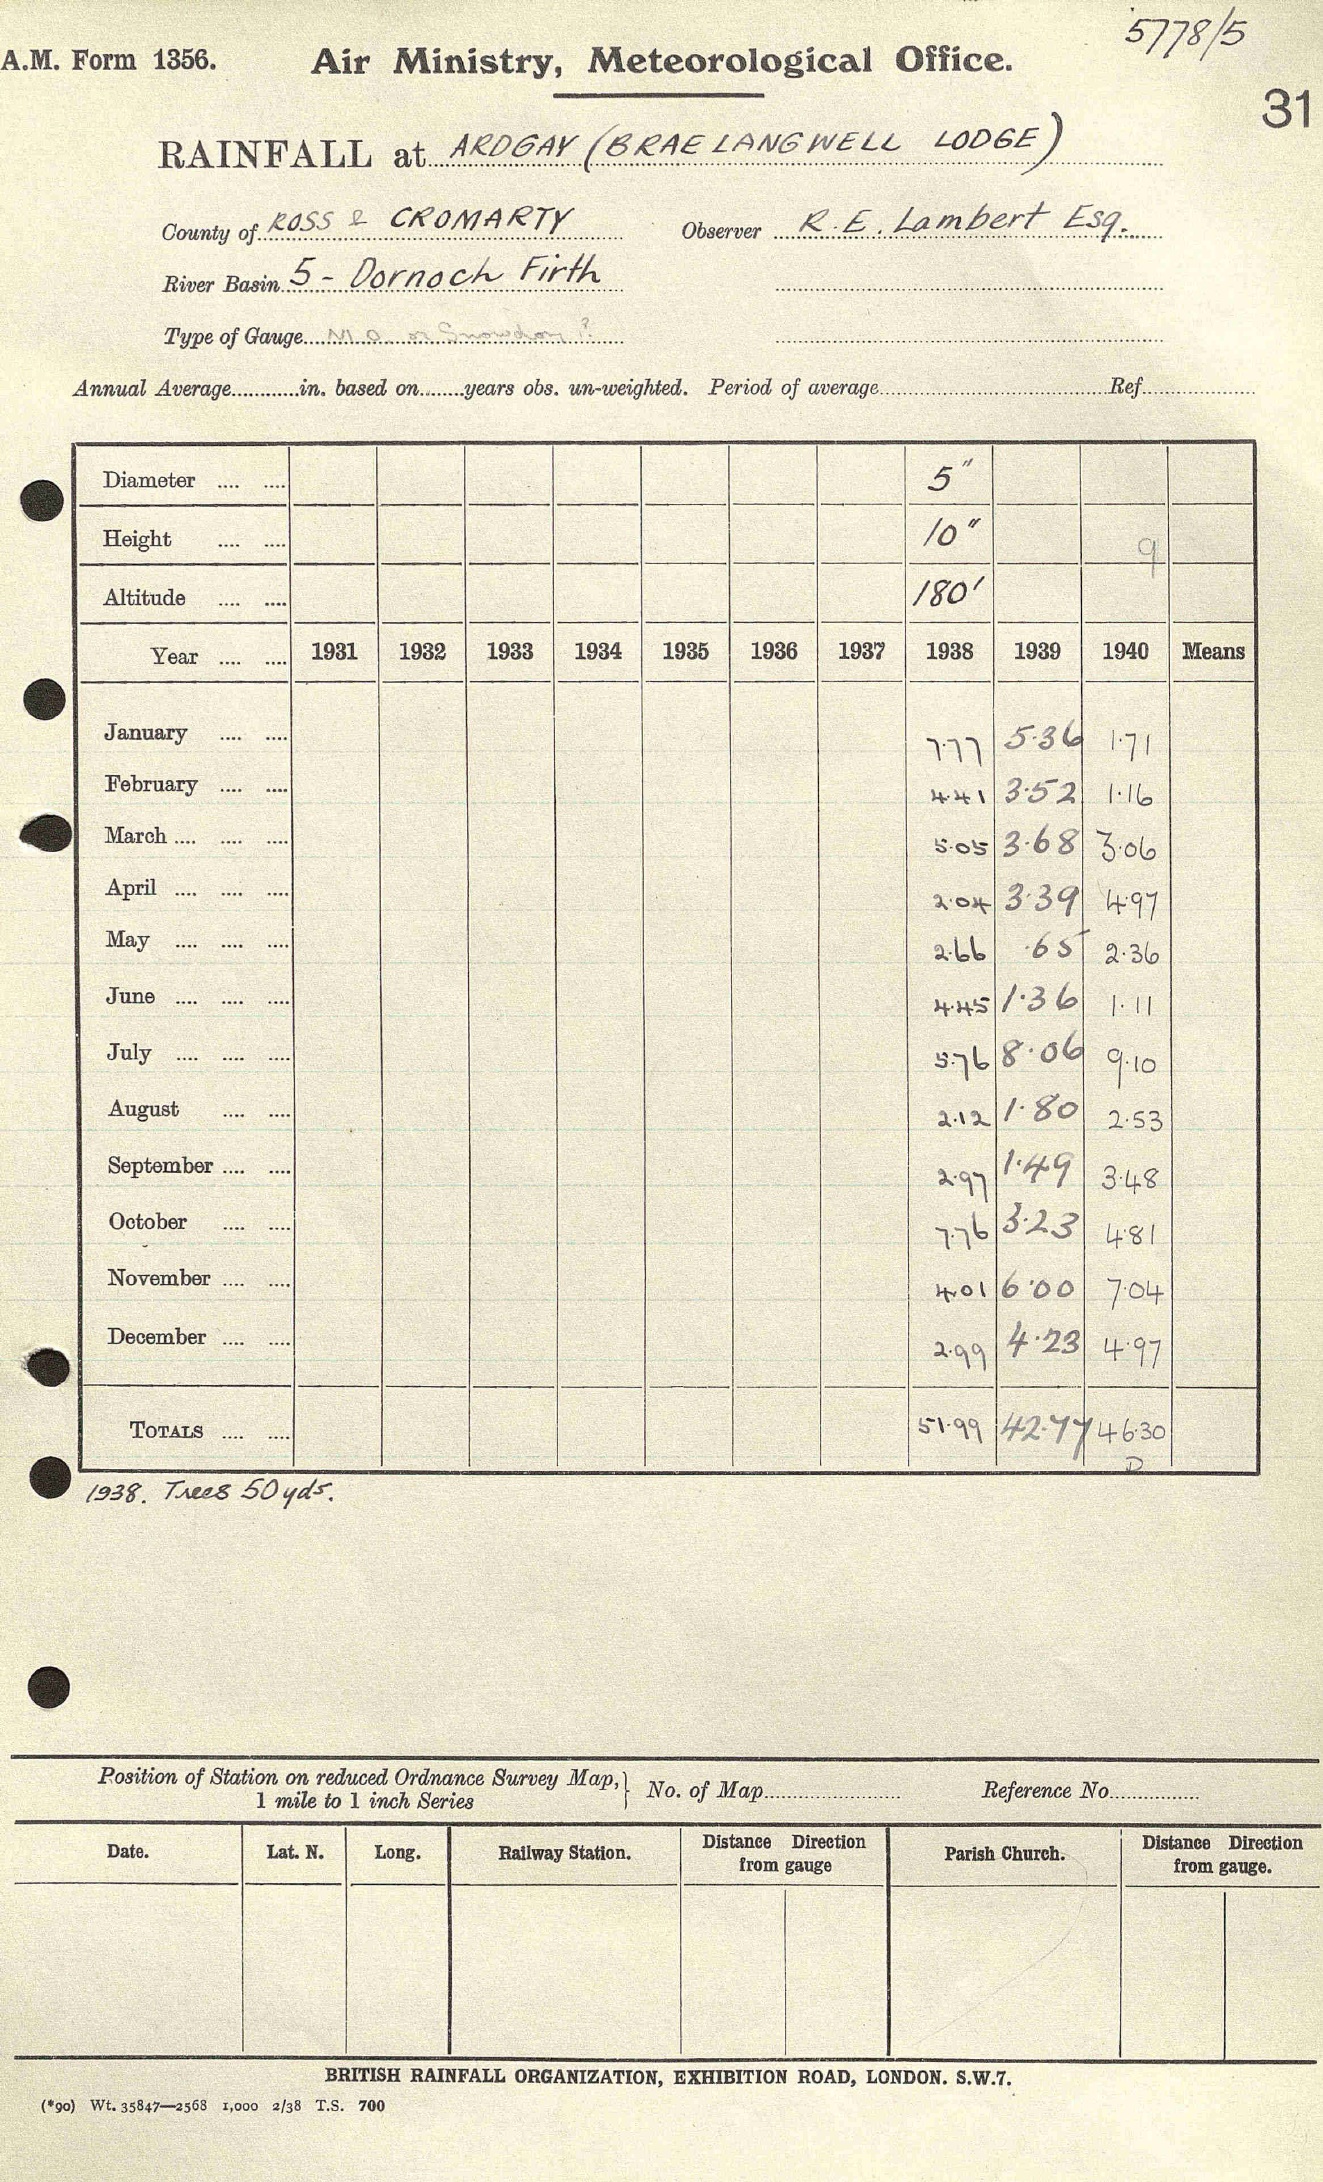 5778/5
A.M. Form 1356. Air Ministry, Meteorological Office.
31
RAINFALL at ARDGAY (BRAELANGWELL LODGE)
County of ROSS & CROMARTY Observer R. E. Lambert Esq.
River Basin 5 - Dornoch Firth
Type of Gauge M.O. or Snowdon ?
Annual Average............in. based on........years obs. un-weighted. Period of average.......... Ref..........
Diameter .... .... 5"
Height .... .... 10" 9
Altitude .... .... 180'
Year .... .... 1931 1932 1933 1934 1935 1936 1937 1938 1939 1940 Means
January .... .... 7.77 5.36 1.71
February .... .... 4.41 3.52 1.16
March .... .... .... 5.05 3.68 3.06
April .... .... .... 2.04 3.39 4.97
May .... .... .... 2.66 .65 2.36
June .... .... .... 4.45 1.36 1.11
July .... .... .... 5.76 8.06 9.10
August .... .... 2.12 1.80 2.53
September .... .... 2.97 1.49 3.48
October .... .... 7.76 3.23 4.81
November .... .... 4.01 6.00 7.04
December .... .... 2.99 4.23 4.97
TOTALS .... .... 51.99 42.77 46.30
D
1938. Trees 50 yds.
Position of Station on reduced Ordnance Survey Map, } No. of Map.......... Reference No..........
1 mile to 1 inch Series
Date. Lat. N. Long. Railway Station. Distance Direction from gauge Parish Church. Distance Direction from gauge.
BRITISH RAINFALL ORGANIZATION, EXHIBITION ROAD, LONDON. S.W.7.
(*90) Wt. 35847—2568 1,000 2/38 T.S. 700